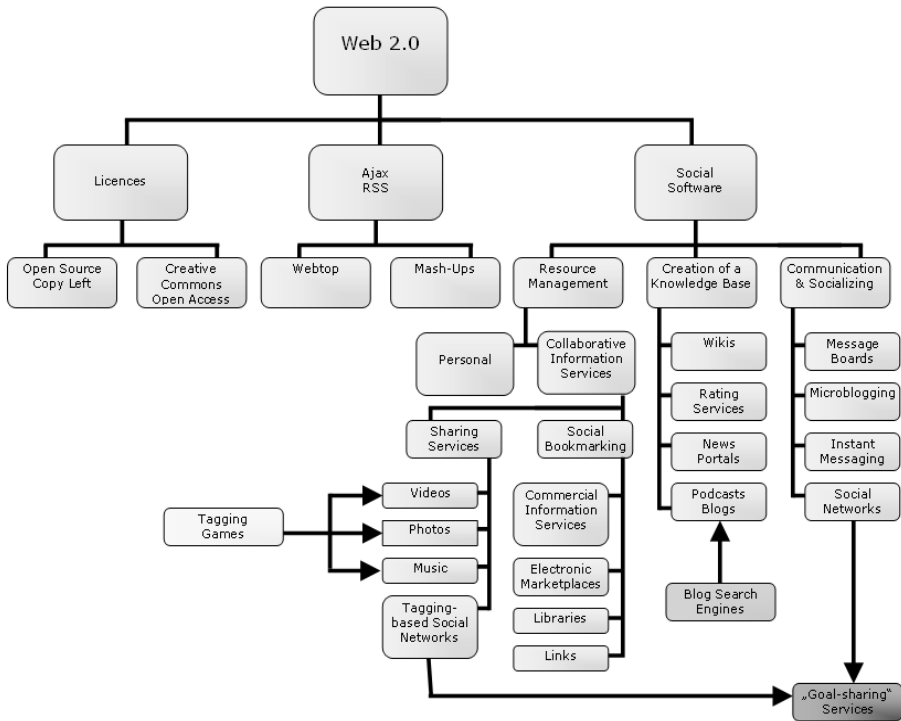 Web 2.0
Licences
Ajax
RSS
Social
Software
Open Source
Copy Left
Creative
Commons
Open Access
Webtop
Mash-Ups
Resource
Management
Creation of a
Knowledge Base
Communication
& Socializing
Personal
Collaborative
Information
Services
Wikis
Message
Boards
Rating
Services
Microblogging
Sharing
Services
Social
Bookmarking
News
Portals
Instant
Messaging
Videos
Commercial
Information
Services
Podcasts
Blogs
Social
Networks
Tagging
Games
Photos
Music
Electronic
Marketplaces
Blog Search
Engines
Tagging-
based Social
Networks
Libraries
Links
„Goal-sharing“
Services